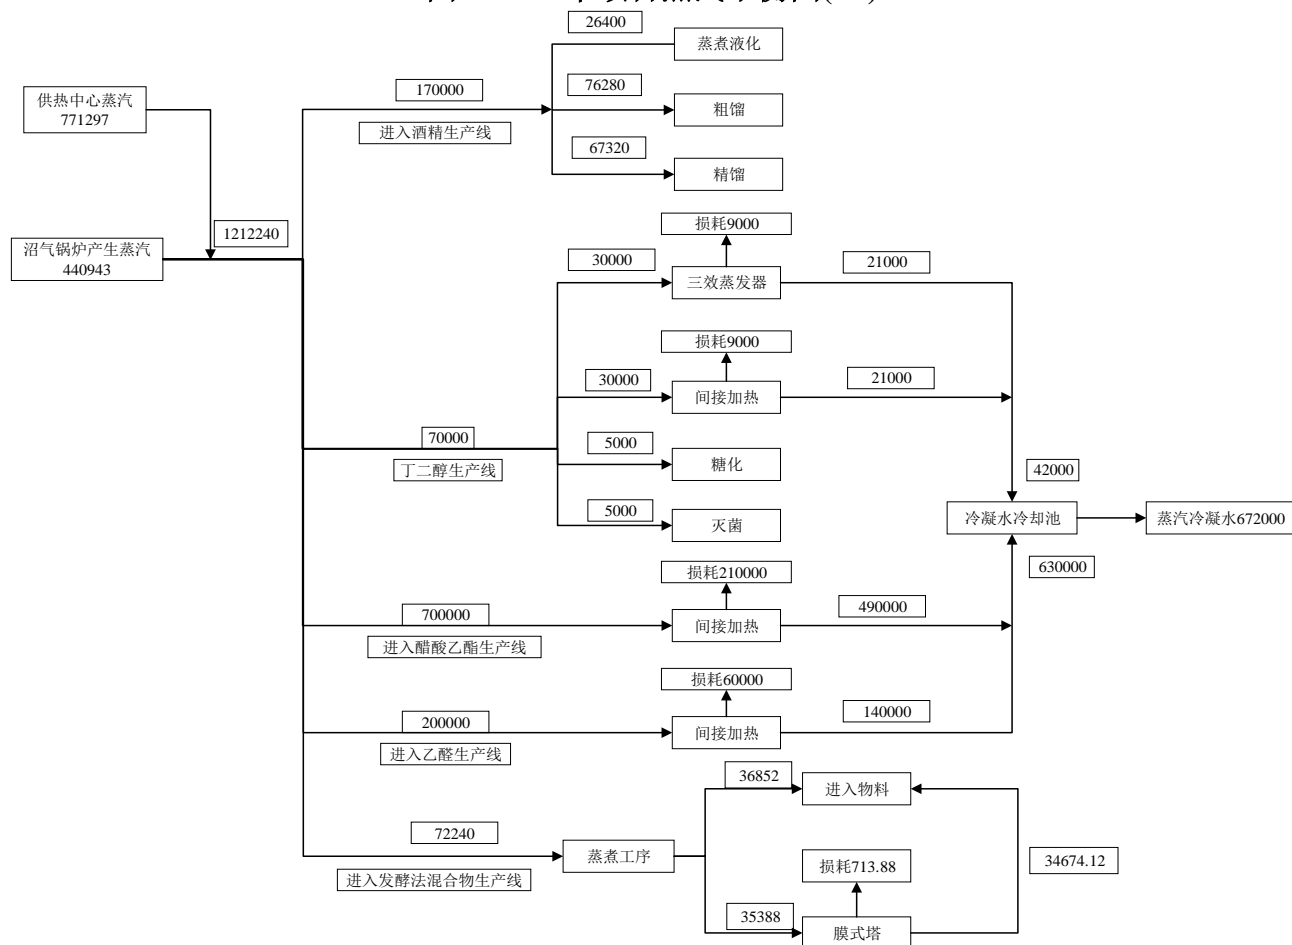 26400
蒸煮液化
170000
76280
供热中心蒸汽
771297
粗馏
进入酒精生产线
67320
精馏
1212240
沼气锅炉产生蒸汽
440943
损耗9000
30000
三效蒸发器
21000
损耗9000
30000
间接加热
21000
70000
丁二醇生产线
5000
糖化
42000
5000
灭菌
冷凝水冷却池
蒸汽冷凝水672000
630000
损耗210000
700000
间接加热
490000
进入醋酸乙酯生产线
损耗60000
200000
间接加热
140000
进入乙醛生产线
36852
进入物料
72240
蒸煮工序
进入发酵法混合物生产线
损耗713.88
34674.12
35388
膜式塔